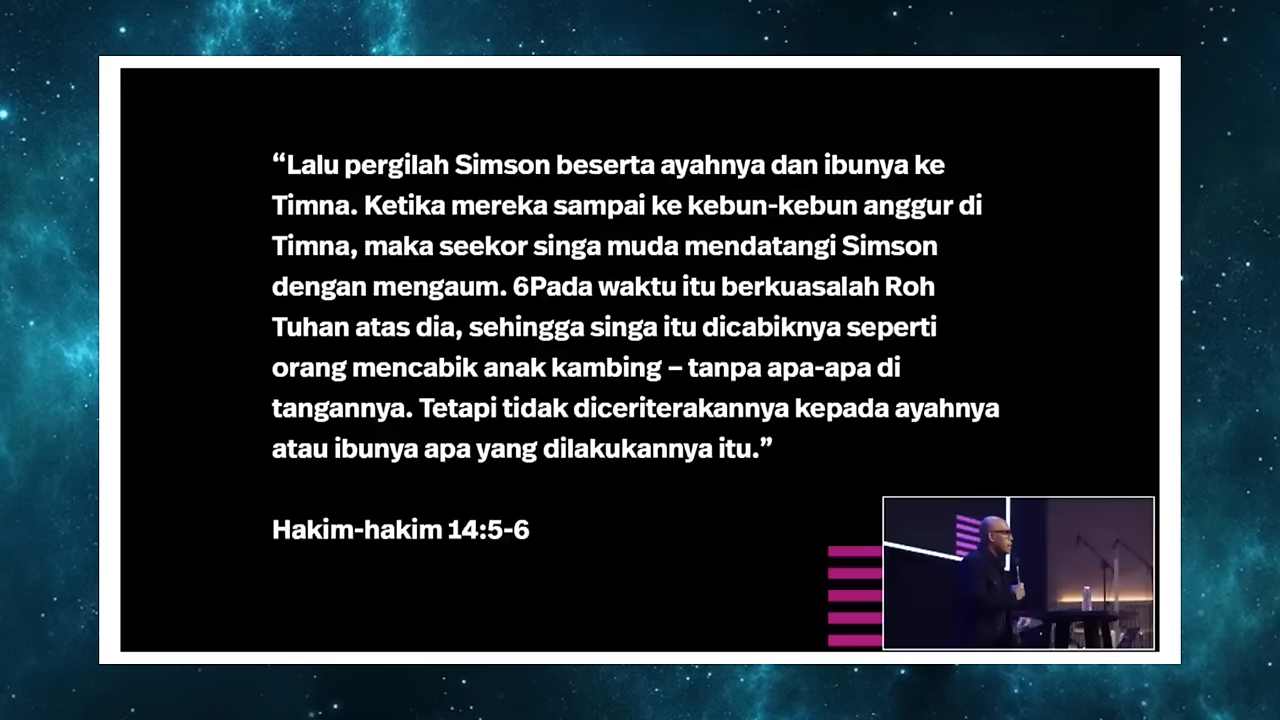 “Lalu pergilah Simson beserta ayahnya dan ibunya ke
Timna. Ketika mereka sampai ke kebun-kebun anggur di
Timna, maka seekor singa muda mendatangi Simson
dengan mengaum. 6Pada waktu itu berkuasalah Roh
Tuhan atas dia, sehingga singa itu dicabiknya seperti
orang mencabik anak kambing – tanpa apa-apa di
tangannya. Tetapi tidak diceriterakannya kepada ayahnya
atau ibunya apa yang dilakukannya itu.”
Hakim-hakim 14:5-6